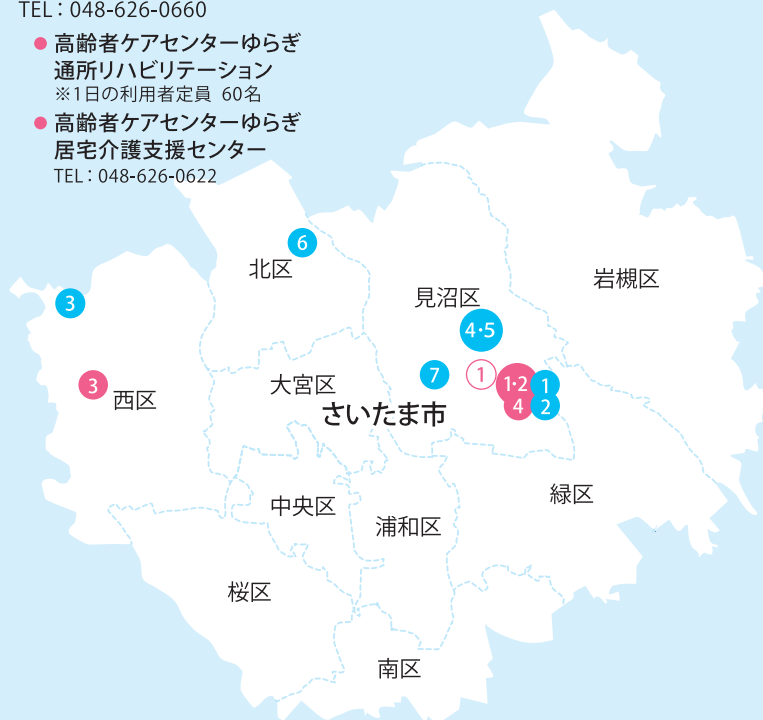 TEL：048-626-0660
● 高齢者ケアセンターゆらぎ
通所リハビリテーション
※1日の利用者定員 60名
● 高齢者ケアセンターゆらぎ
居宅介護支援センター
TEL：048-626-0622
6
北区
岩槻区
見沼区
3
4・5
7
1
1・2
1
3
大宮区
西区
4
2
さいたま市
緑区
中央区
浦和区
桜区
南区